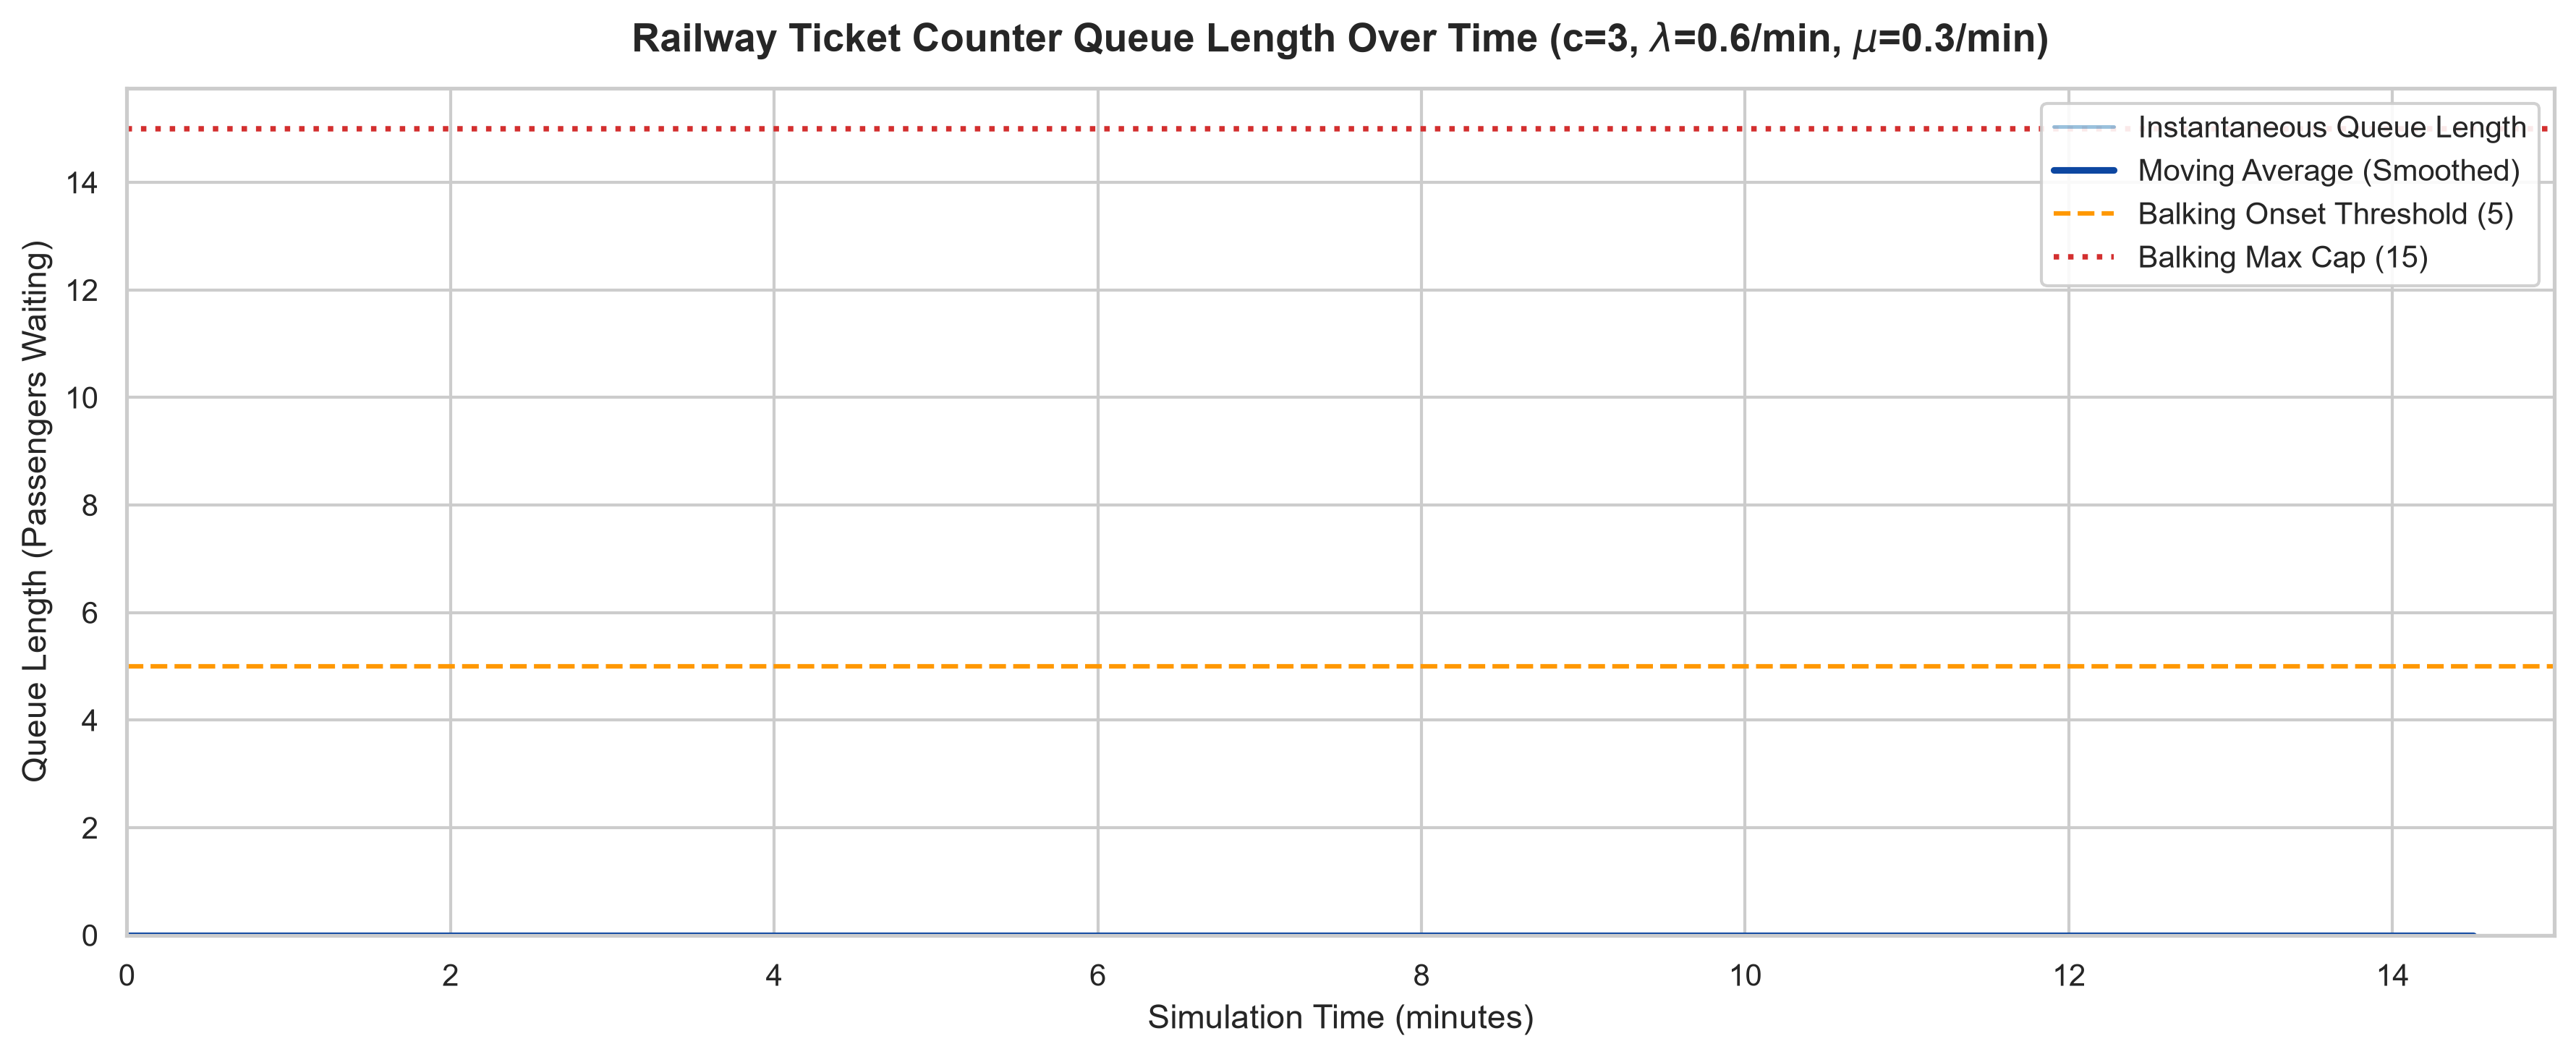 Railway Ticket Counter Queue Length Over Time (c=3, λ=0.6/min, μ=0.3/min)
Instantaneous Queue Length
Moving Average (Smoothed)
Balking Onset Threshold (5)
Balking Max Cap (15)
Queue Length (Passengers Waiting)
14
12
10
8
6
4
2
0
0 2 4 6 8 10 12 14
Simulation Time (minutes)